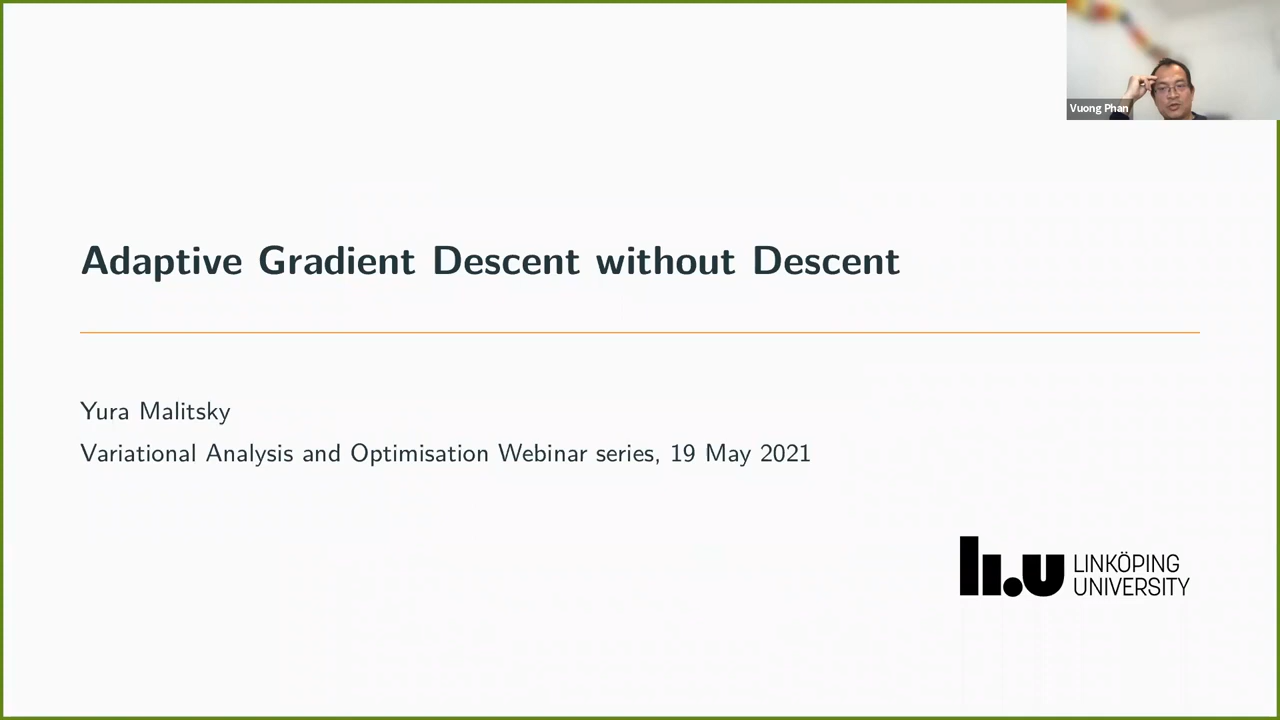 Vuong Phan
Adaptive Gradient Descent without Descent
Yura Malitsky
Variational Analysis and Optimisation Webinar series, 19 May 2021
li.u LINKÖPING
UNIVERSITY